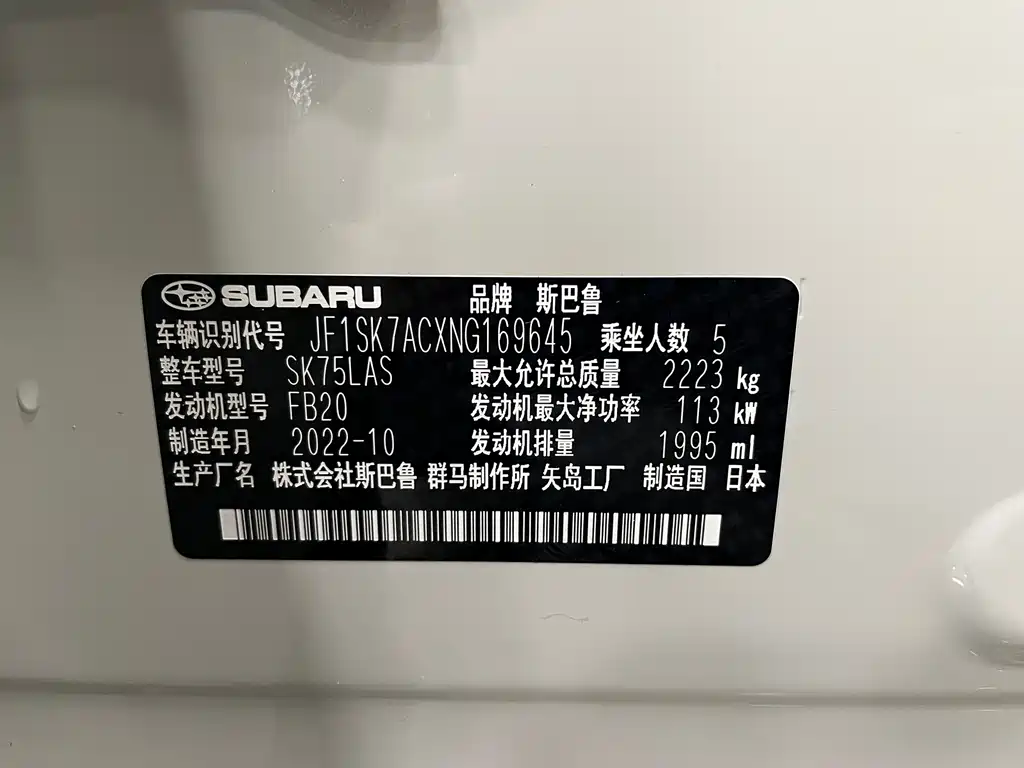 SUBARU 品牌 斯巴鲁
车辆识别代号 JF1SK7ACXNG169645 乘坐人数 5
整车型号 SK75LAS 最大允许总质量 2223 kg
发动机型号 FB20 发动机最大净功率 113 kW
制造年月 2022-10 发动机排量 1995 ml
生产厂名 株式会社斯巴鲁 群马制作所 矢岛工厂 制造国 日本